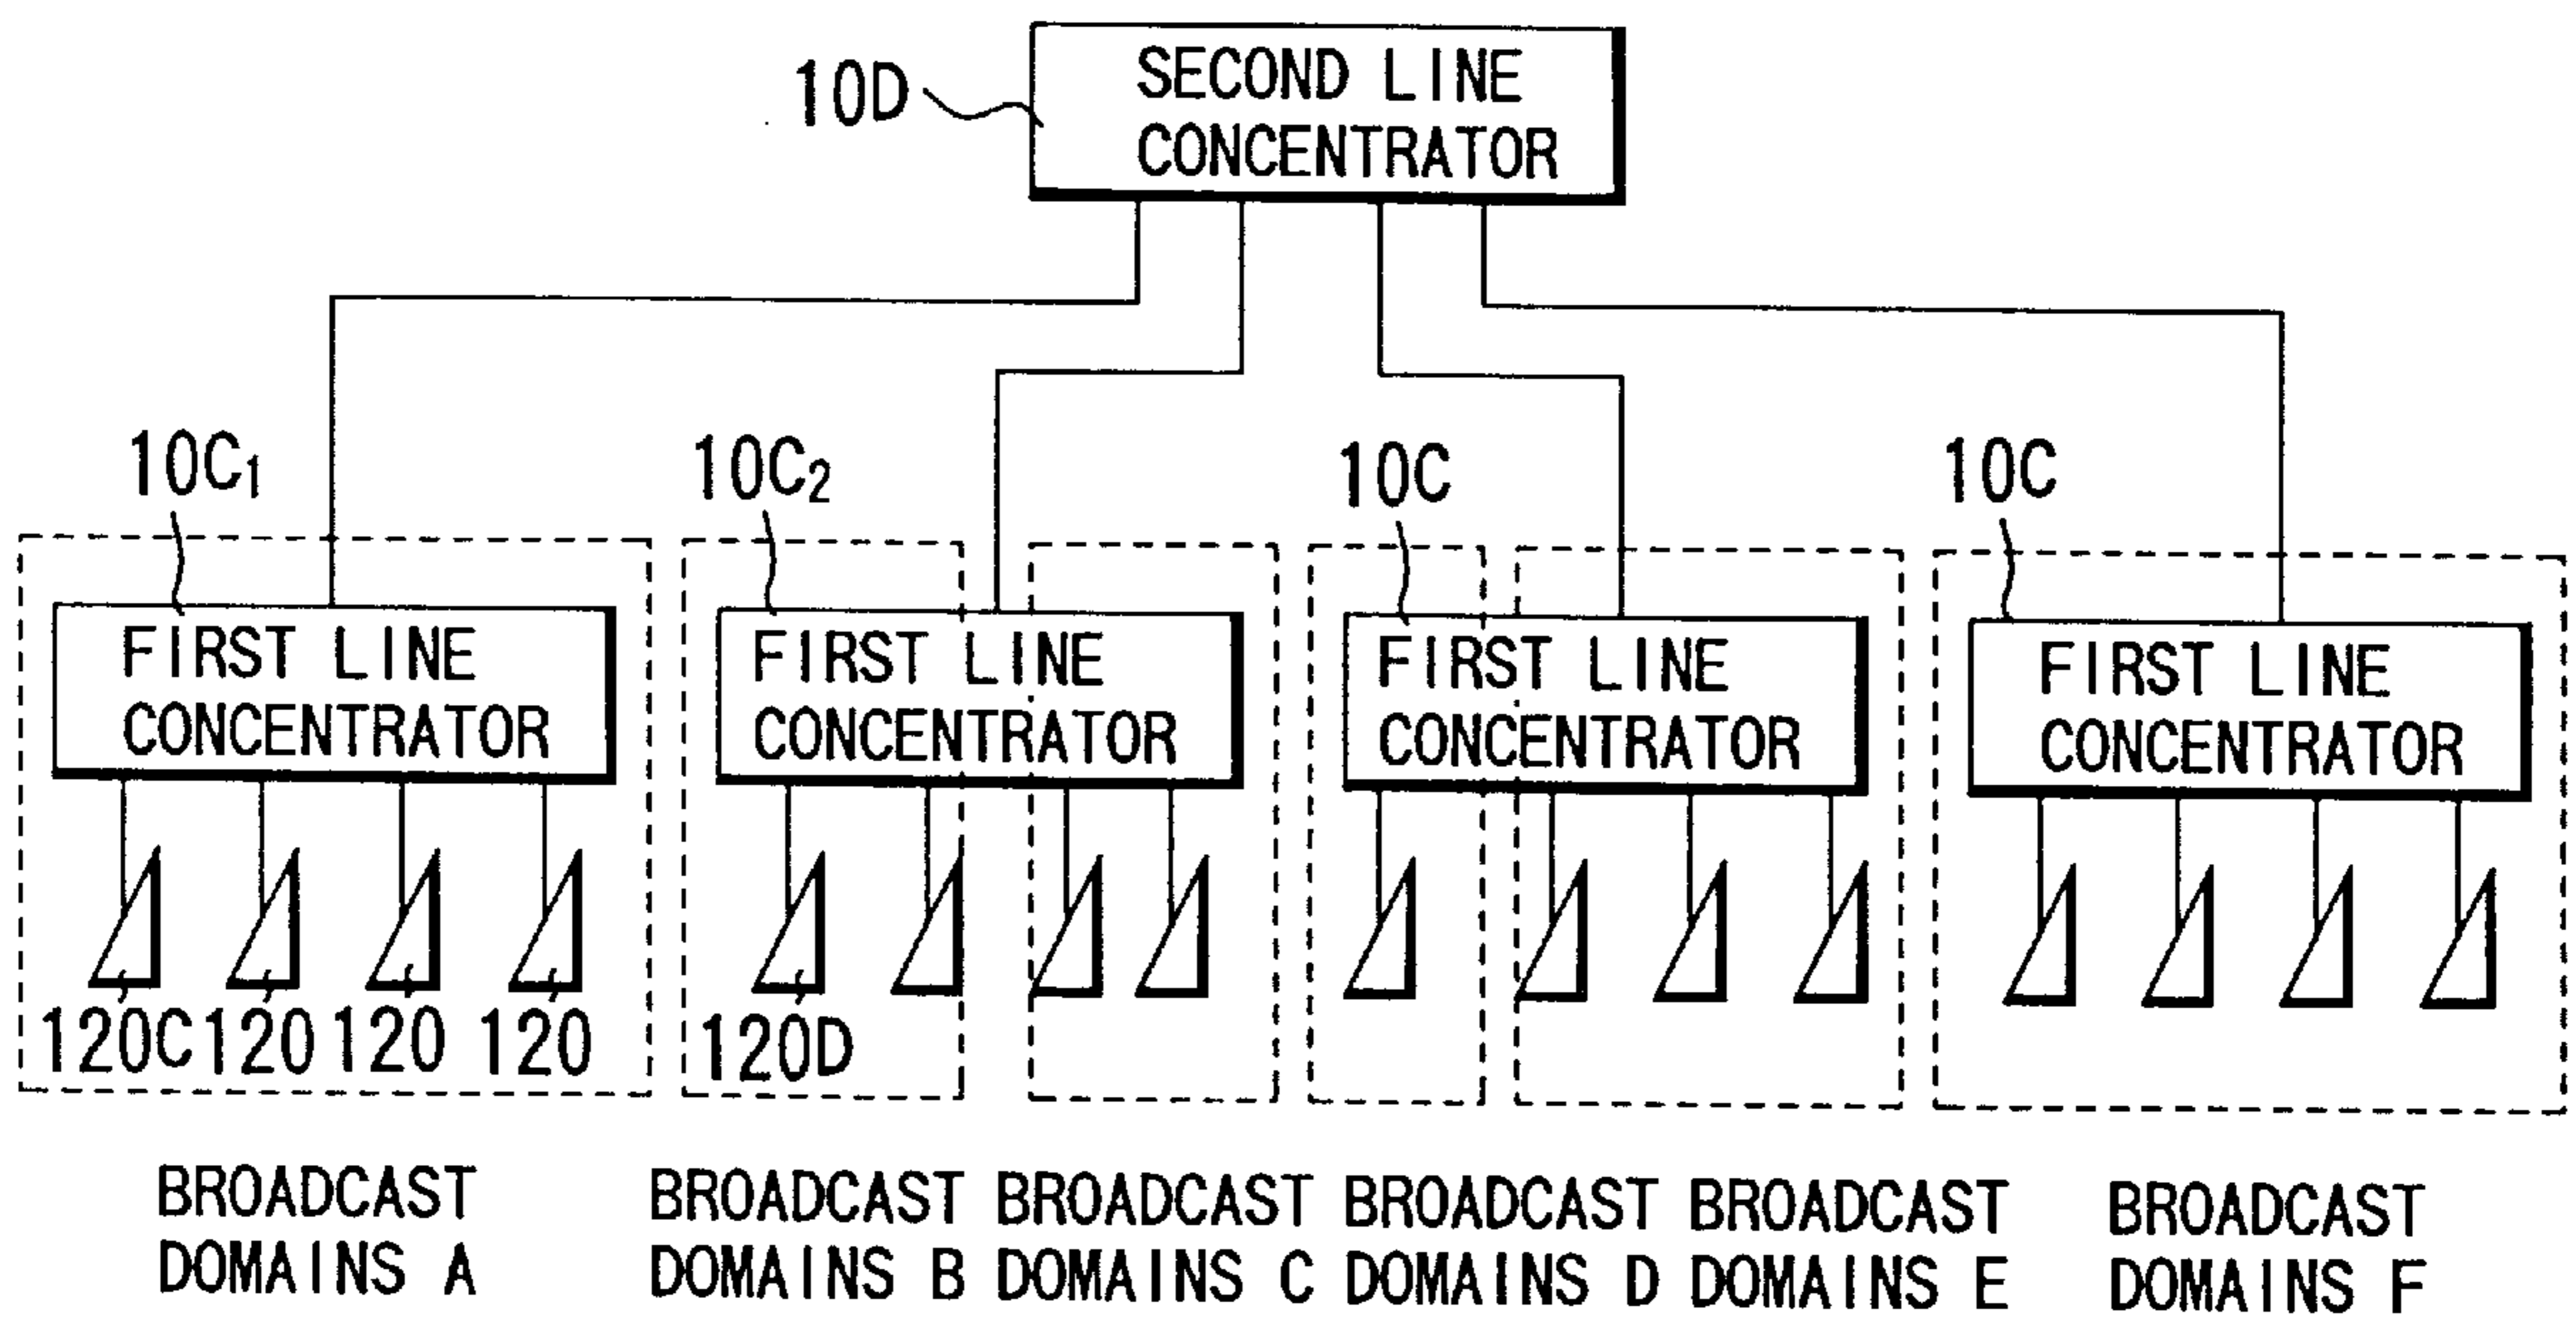 10D
SECOND LINE
CONCENTRATOR
10C1
10C2
10C
10C
FIRST LINE
CONCENTRATOR
FIRST LINE
CONCENTRATOR
FIRST LINE
CONCENTRATOR
FIRST LINE
CONCENTRATOR
120C 120 120 120
120D
BROADCAST
DOMAINS A
BROADCAST
DOMAINS B
BROADCAST
DOMAINS C
BROADCAST
DOMAINS D
BROADCAST
DOMAINS E
BROADCAST
DOMAINS F